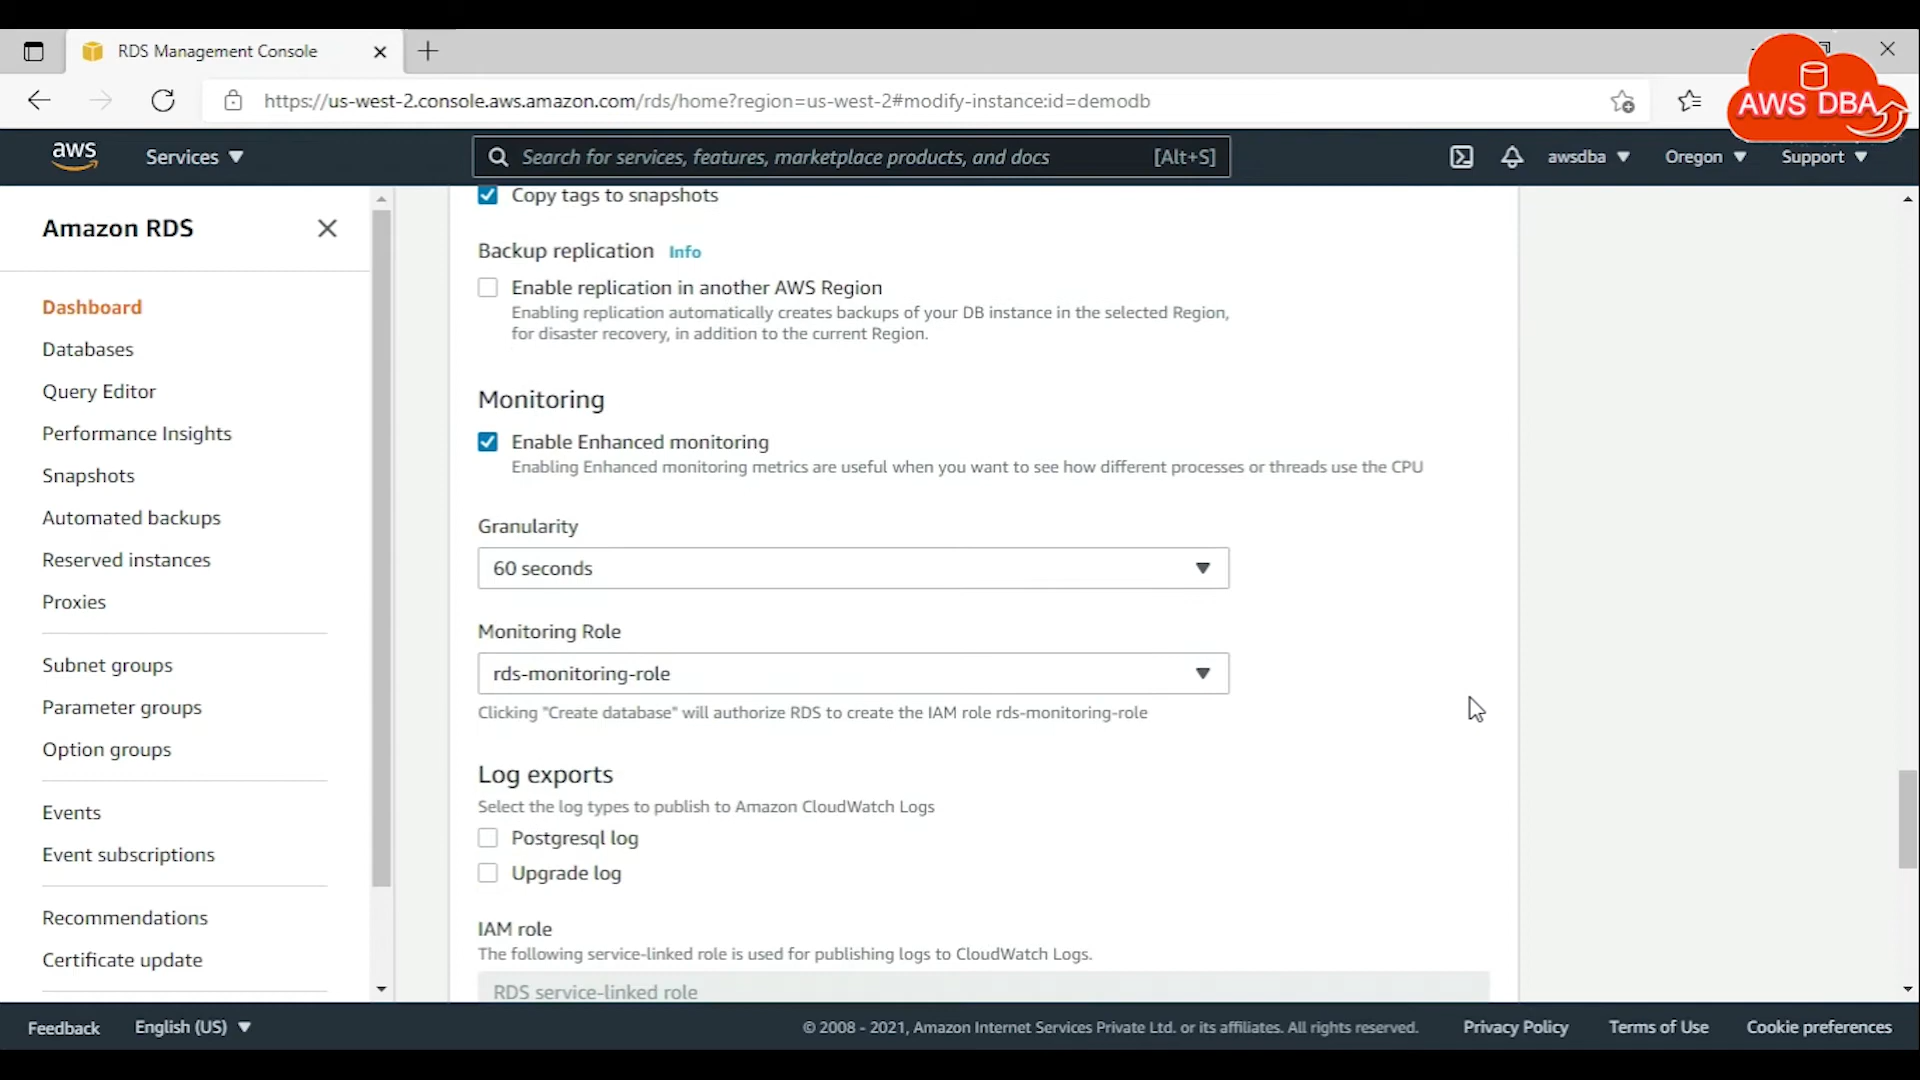 RDS Management Console
https://us-west-2.console.aws.amazon.com/rds/home?region=us-west-2#modify-instance:id=demodb
AWS DBA
aws
Services
Search for services, features, marketplace products, and docs
[Alt+S]
awsdba
Oregon
Support
Amazon RDS
Dashboard
Databases
Query Editor
Performance Insights
Snapshots
Automated backups
Reserved instances
Proxies
Subnet groups
Parameter groups
Option groups
Events
Event subscriptions
Recommendations
Certificate update
Copy tags to snapshots
Backup replication Info
Enable replication in another AWS Region
Enabling replication automatically creates backups of your DB instance in the selected Region,
for disaster recovery, in addition to the current Region.
Monitoring
Enable Enhanced monitoring
Enabling Enhanced monitoring metrics are useful when you want to see how different processes or threads use the CPU
Granularity
60 seconds
Monitoring Role
rds-monitoring-role
Clicking "Create database" will authorize RDS to create the IAM role rds-monitoring-role
Log exports
Select the log types to publish to Amazon CloudWatch Logs
Postgresql log
Upgrade log
IAM role
The following service-linked role is used for publishing logs to CloudWatch Logs.
RDS service-linked role
Feedback
English (US)
© 2008 - 2021, Amazon Internet Services Private Ltd. or its affiliates. All rights reserved.
Privacy Policy
Terms of Use
Cookie preferences